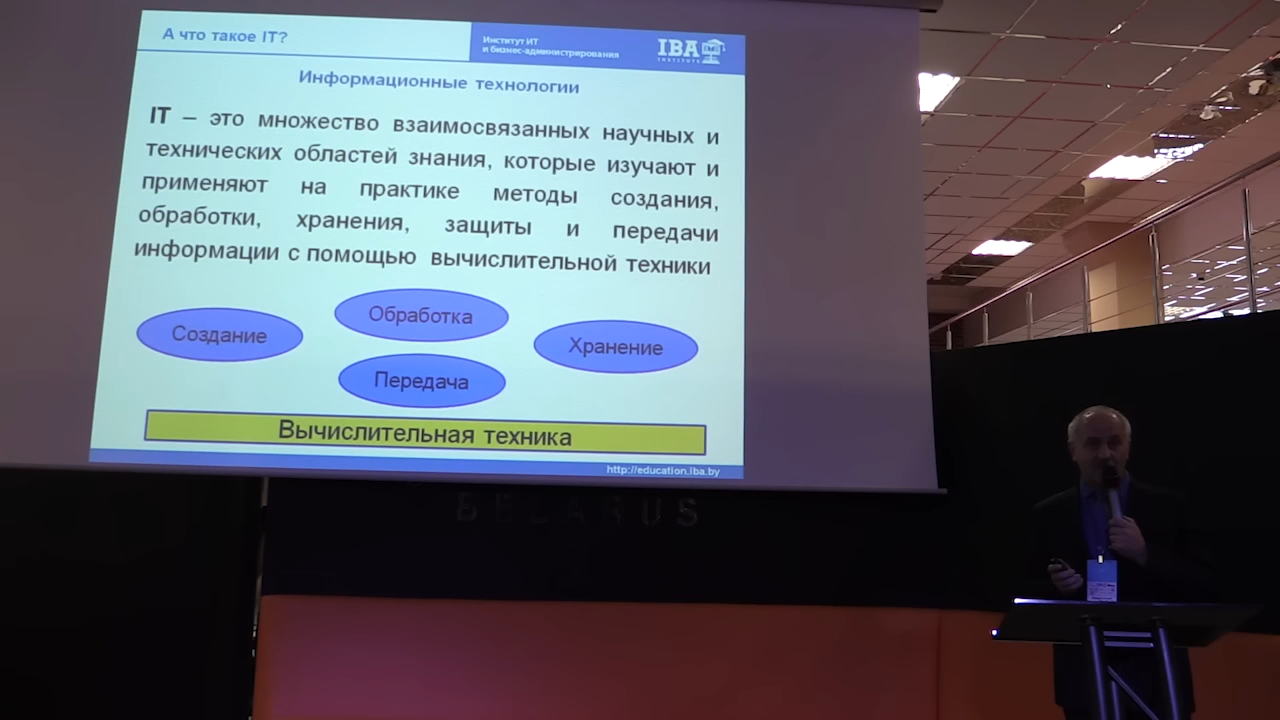 А что такое IT?
Институт ИТ
и бизнес-администрирования
IBA
INSTITUTE
Информационные технологии
IT – это множество взаимосвязанных научных и
технических областей знания, которые изучают и
применяют на практике методы создания,
обработки, хранения, защиты и передачи
информации с помощью вычислительной техники
Создание
Обработка
Хранение
Передача
Вычислительная техника
http://education.iba.by
BELARUS